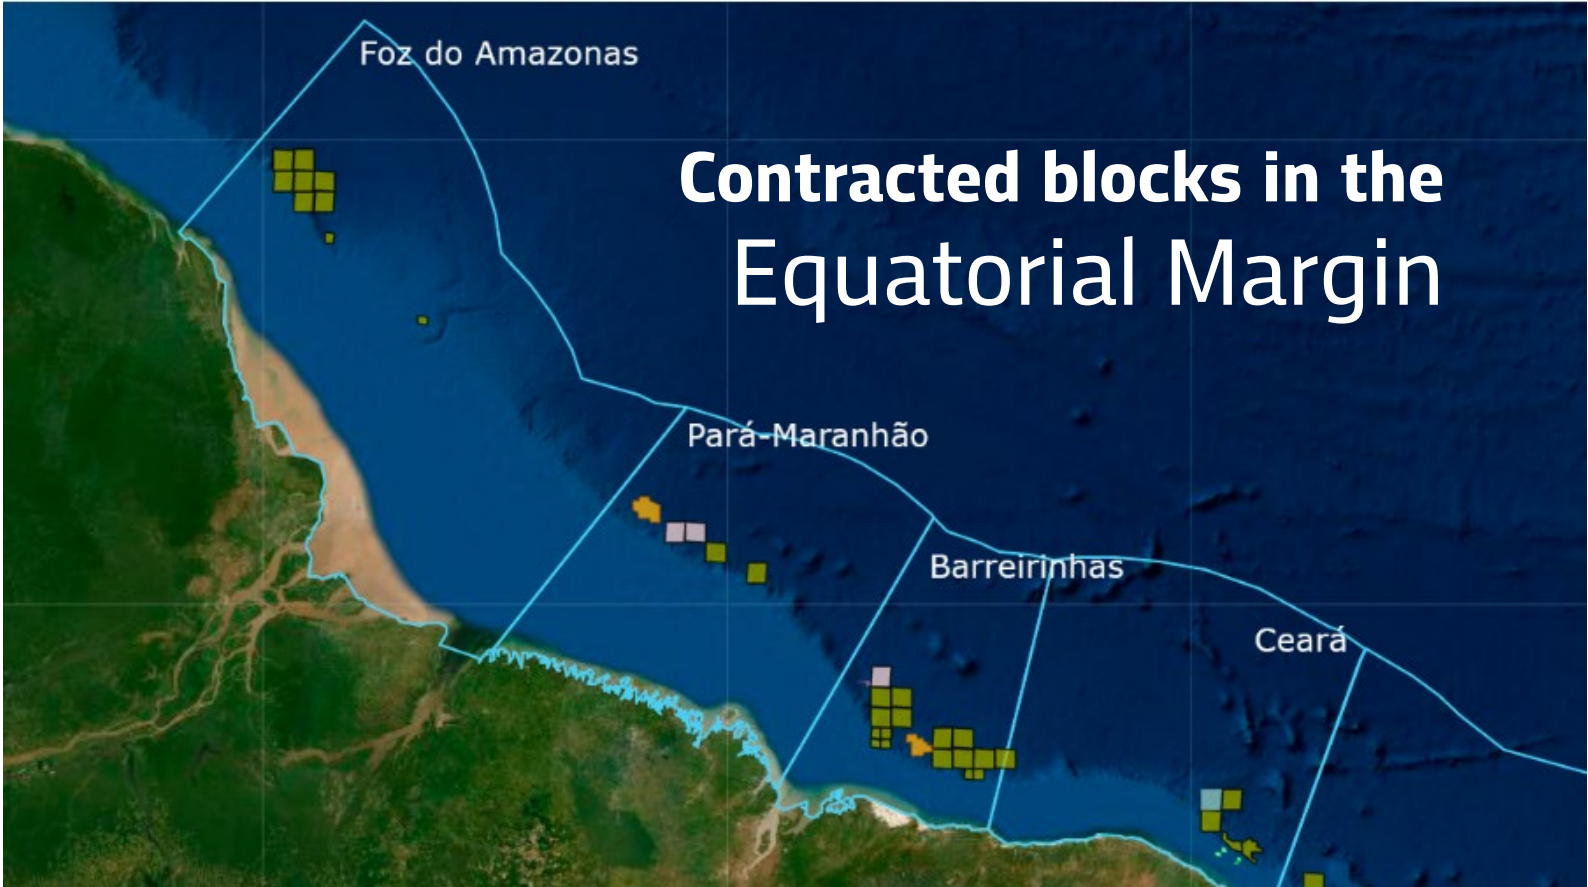 Foz do Amazonas
Contracted blocks in the
Equatorial Margin
Pará-Maranhão
Barreirinhas
Ceará